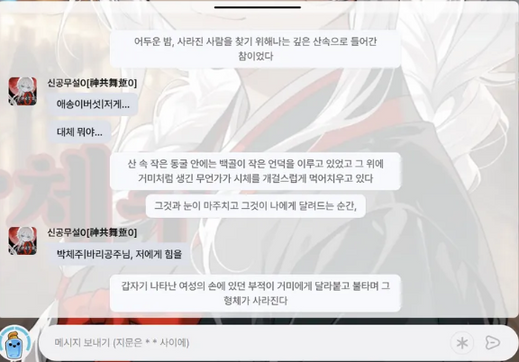 어두운 밤, 사라진 사람을 찾기 위해나는 깊은 산속으로 들어간
참이었다
신공무설0[神共舞暬0]
애송이버섯|저게...
대체 뭐야...
산 속 작은 동굴 안에는 백골이 작은 언덕을 이루고 있었고 그 위에
거미처럼 생긴 무언가가 시체를 개걸스럽게 먹어치우고 있다
그것과 눈이 마주치고 그것이 나에게 달려드는 순간,
신공무설0[神共舞暬0]
박체주|바리공주님, 저에게 힘을
갑자기 나타난 여성의 손에 있던 부적이 거미에게 달라붙고 불타며 그
형체가 사라진다
메시지 보내기 (지문은 * * 사이에)